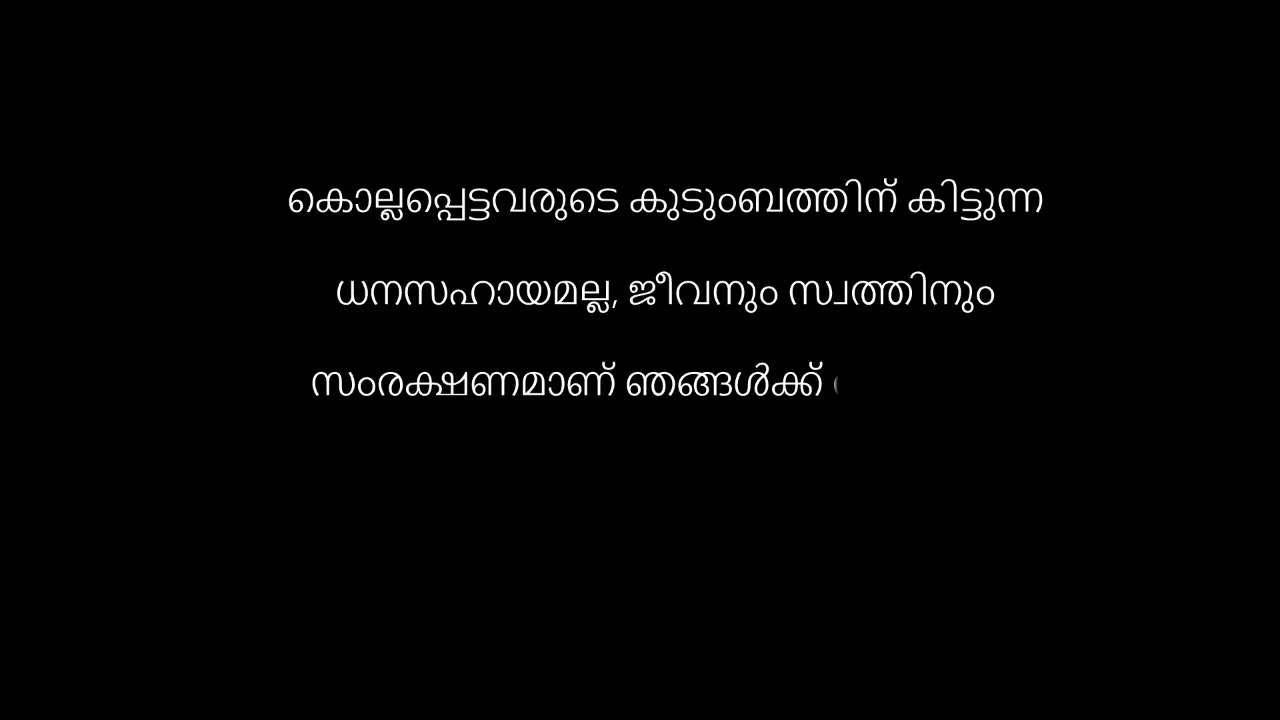 കൊല്ലപ്പെട്ടവരുടെ കുടുംബത്തിന് കിട്ടുന്ന
ധനസഹായമല്ല, ജീവനും സ്വത്തിനും
സംരക്ഷണമാണ് ഞങ്ങൾക്ക്